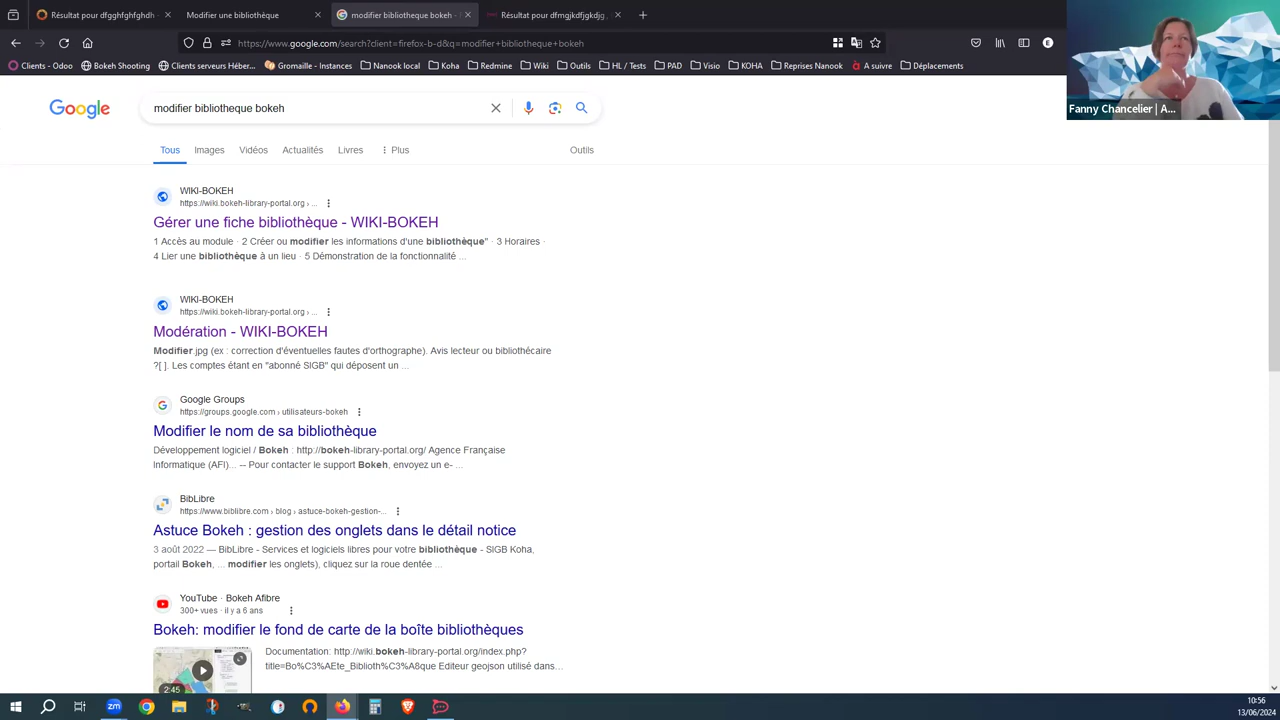 Résultat pour dfgghfghfghdh
Modifier une bibliothèque
modifier bibliotheque bokeh -
Résultat pour dfmgjkdfjgkdjg
https://www.google.com/search?client=firefox-b-d&q=modifier+bibliotheque+bokeh
Clients - Odoo
Bokeh Shooting
Clients serveurs Héber...
Gromaille - Instances
Nanook local
Koha
Redmine
Wiki
Outils
HL / Tests
PAD
Visio
KOHA
Reprises Nanook
A suivre
Déplacements
Fanny Chancelier | A...
Google
modifier bibliotheque bokeh
Tous
Images
Vidéos
Actualités
Livres
Plus
Outils
WIKI-BOKEH
https://wiki.bokeh-library-portal.org › ...
Gérer une fiche bibliothèque - WIKI-BOKEH
1 Accès au module · 2 Créer ou modifier les informations d'une bibliothèque" · 3 Horaires ·
4 Lier une bibliothèque à un lieu · 5 Démonstration de la fonctionnalité ...
WIKI-BOKEH
https://wiki.bokeh-library-portal.org › ...
Modération - WIKI-BOKEH
Modifier.jpg (ex : correction d'éventuelles fautes d'orthographe). Avis lecteur ou bibliothécaire
?[ ]. Les comptes étant en "abonné SIGB" qui déposent un ...
Google Groups
https://groups.google.com › utilisateurs-bokeh
Modifier le nom de sa bibliothèque
Développement logiciel / Bokeh : http://bokeh-library-portal.org/ Agence Française
Informatique (AFI)... -- Pour contacter le support Bokeh, envoyez un e- ...
BibLibre
https://www.biblibre.com › blog › astuce-bokeh-gestion-...
Astuce Bokeh : gestion des onglets dans le détail notice
3 août 2022 — BibLibre - Services et logiciels libres pour votre bibliothèque - SIGB Koha,
portail Bokeh, ... modifier les onglets), cliquez sur la roue dentée ...
YouTube · Bokeh Afibre
300+ vues · il y a 6 ans
Bokeh: modifier le fond de carte de la boîte bibliothèques
Documentation: http://wiki.bokeh-library-portal.org/index.php?
title=Bo%C3%AEte_Biblioth%C3%A8que Editeur geojson utilisé dans...
2:45
zm
10:56
13/06/2024